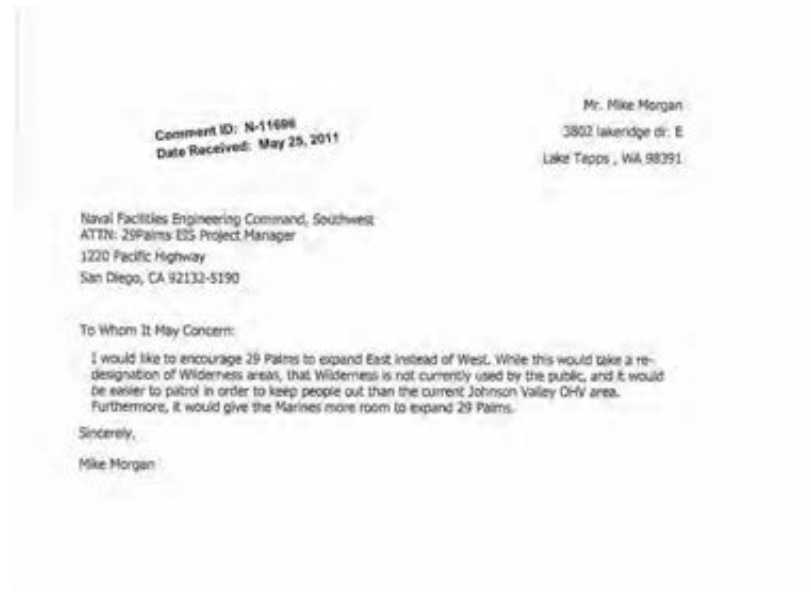 Mr. Mike Morgan
3802 lakeridge dr. E
Lake Tapps , WA 98391
Comment ID: N-11696
Date Received: May 25, 2011
Naval Facilities Engineering Command, Southwest
ATTN: 29Palms EIS Project Manager
1220 Pacific Highway
San Diego, CA 92132-5190
To Whom It May Concern:
I would like to encourage 29 Palms to expand East instead of West. While this would take a re-
designation of Wilderness areas, that Wilderness is not currently used by the public, and it would
be easier to patrol in order to keep people out than the current Johnson Valley OHV area.
Furthermore, it would give the Marines more room to expand 29 Palms.
Sincerely,
Mike Morgan